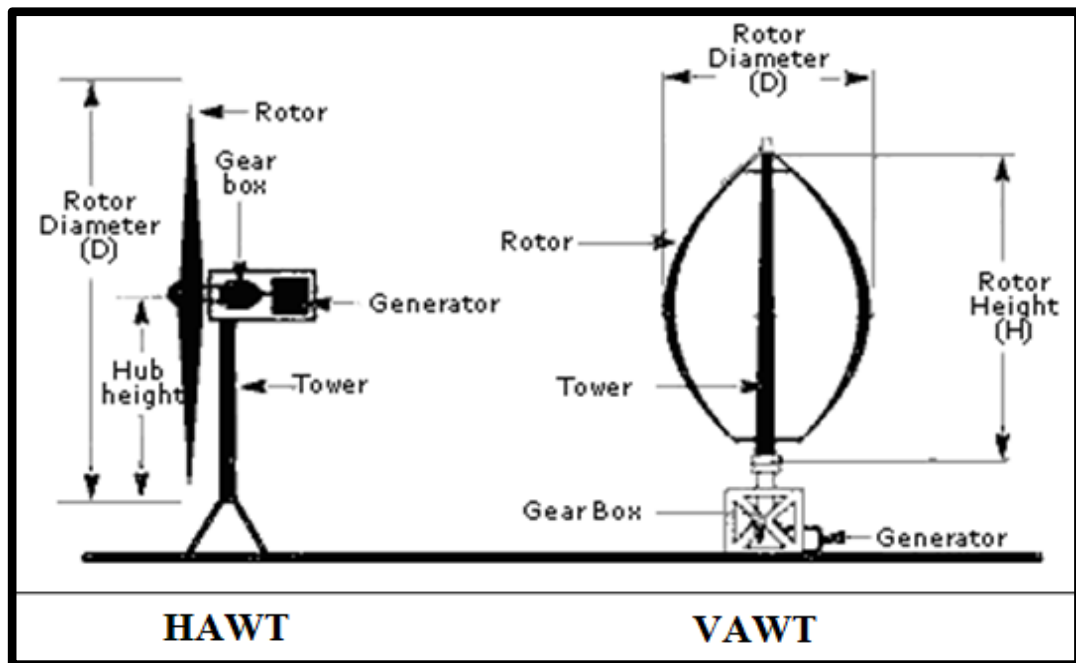 Rotor
Gear
box
Rotor
Diameter
(D)
Generator
Hub
height
Tower
Rotor
Diameter
(D)
Rotor
Rotor
Height
(H)
Tower
Gear Box
Generator
HAWT
VAWT